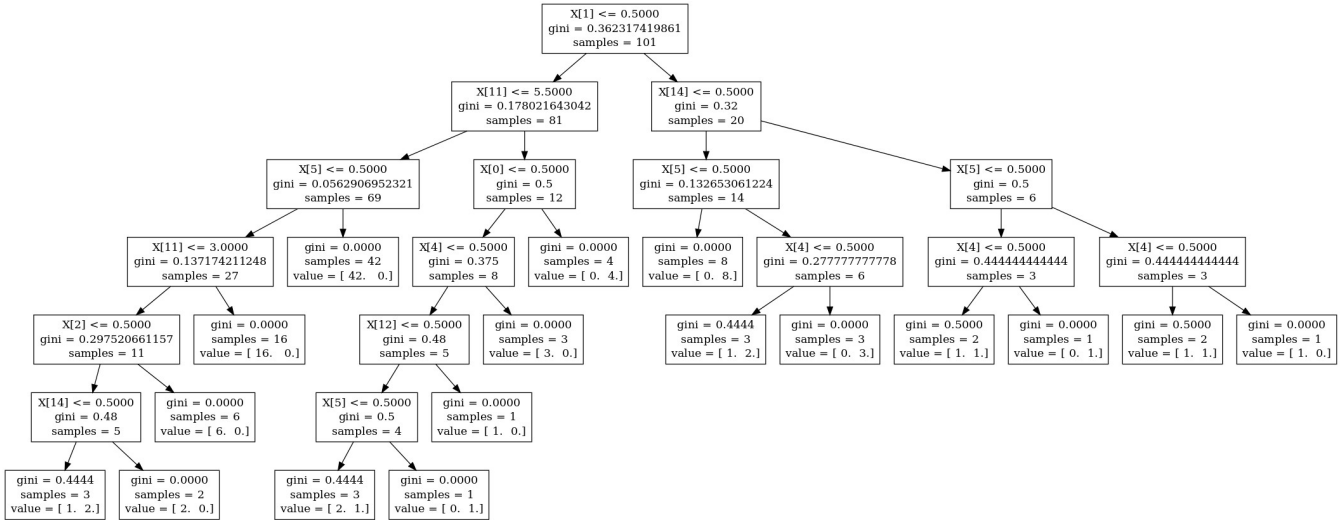 X[1] <= 0.5000
gini = 0.362317419861
samples = 101
X[11] <= 5.5000
gini = 0.178021643042
samples = 81
X[14] <= 0.5000
gini = 0.32
samples = 20
X[5] <= 0.5000
gini = 0.0562906952321
samples = 69
X[0] <= 0.5000
gini = 0.5
samples = 12
X[5] <= 0.5000
gini = 0.132653061224
samples = 14
X[5] <= 0.5000
gini = 0.5
samples = 6
X[11] <= 3.0000
gini = 0.137174211248
samples = 27
gini = 0.0000
samples = 42
value = [ 42. 0.]
X[4] <= 0.5000
gini = 0.375
samples = 8
gini = 0.0000
samples = 4
value = [ 0. 4.]
gini = 0.0000
samples = 8
value = [ 0. 8.]
X[4] <= 0.5000
gini = 0.277777777778
samples = 6
X[4] <= 0.5000
gini = 0.444444444444
samples = 3
X[4] <= 0.5000
gini = 0.444444444444
samples = 3
X[2] <= 0.5000
gini = 0.297520661157
samples = 11
gini = 0.0000
samples = 16
value = [ 16. 0.]
X[12] <= 0.5000
gini = 0.48
samples = 5
gini = 0.0000
samples = 3
value = [ 3. 0.]
gini = 0.4444
samples = 3
value = [ 1. 2.]
gini = 0.0000
samples = 3
value = [ 0. 3.]
gini = 0.5000
samples = 2
value = [ 1. 1.]
gini = 0.0000
samples = 1
value = [ 0. 1.]
gini = 0.5000
samples = 2
value = [ 1. 1.]
gini = 0.0000
samples = 1
value = [ 1. 0.]
X[14] <= 0.5000
gini = 0.48
samples = 5
gini = 0.0000
samples = 6
value = [ 6. 0.]
X[5] <= 0.5000
gini = 0.5
samples = 4
gini = 0.0000
samples = 1
value = [ 1. 0.]
gini = 0.4444
samples = 3
value = [ 1. 2.]
gini = 0.0000
samples = 2
value = [ 2. 0.]
gini = 0.4444
samples = 3
value = [ 2. 1.]
gini = 0.0000
samples = 1
value = [ 0. 1.]